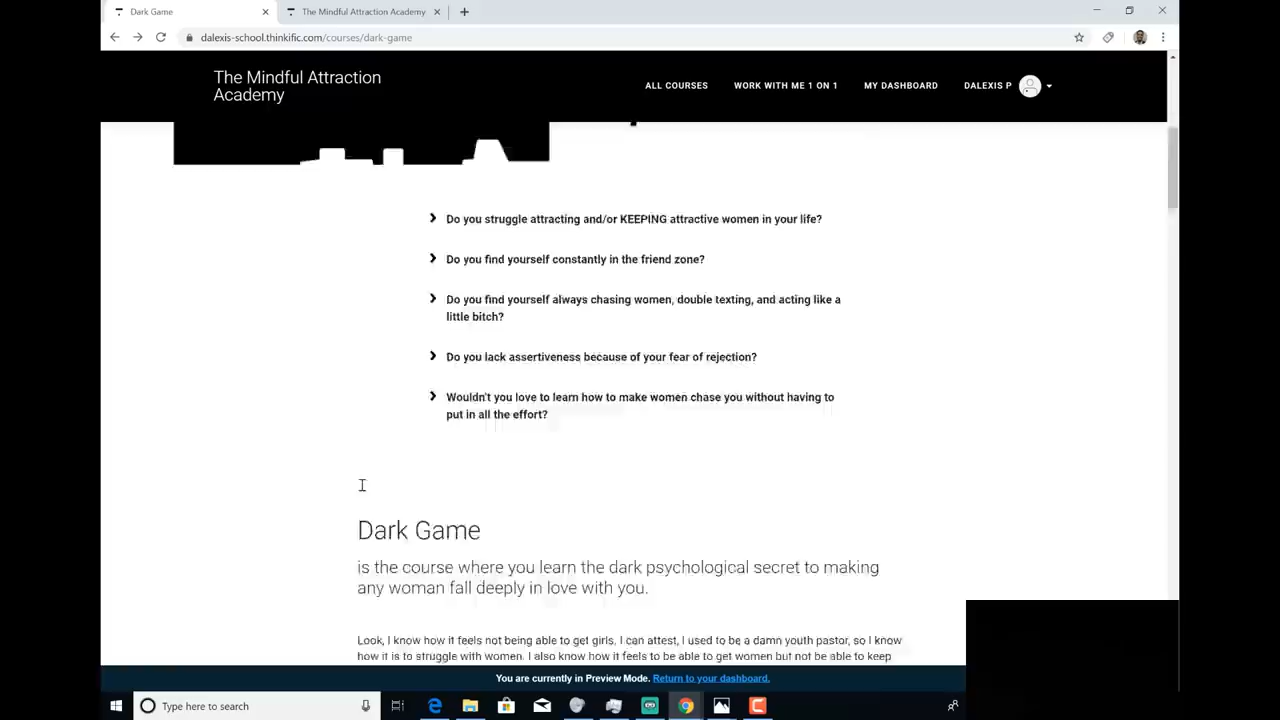 Dark Game
The Mindful Attraction Academy
dalexis-school.thinkific.com/courses/dark-game
The Mindful Attraction
Academy
ALL COURSES
WORK WITH ME 1 ON 1
MY DASHBOARD
DALEXIS P
Do you struggle attracting and/or KEEPING attractive women in your life?
Do you find yourself constantly in the friend zone?
Do you find yourself always chasing women, double texting, and acting like a
little bitch?
Do you lack assertiveness because of your fear of rejection?
Wouldn't you love to learn how to make women chase you without having to
put in all the effort?
Dark Game
is the course where you learn the dark psychological secret to making
any woman fall deeply in love with you.
Look, I know how it feels not being able to get girls, I can attest, I used to be a damn youth pastor, so I know
how it is to struggle with women. I also know how it feels to be able to get women but not be able to keep
You are currently in Preview Mode. Return to your dashboard.
Type here to search